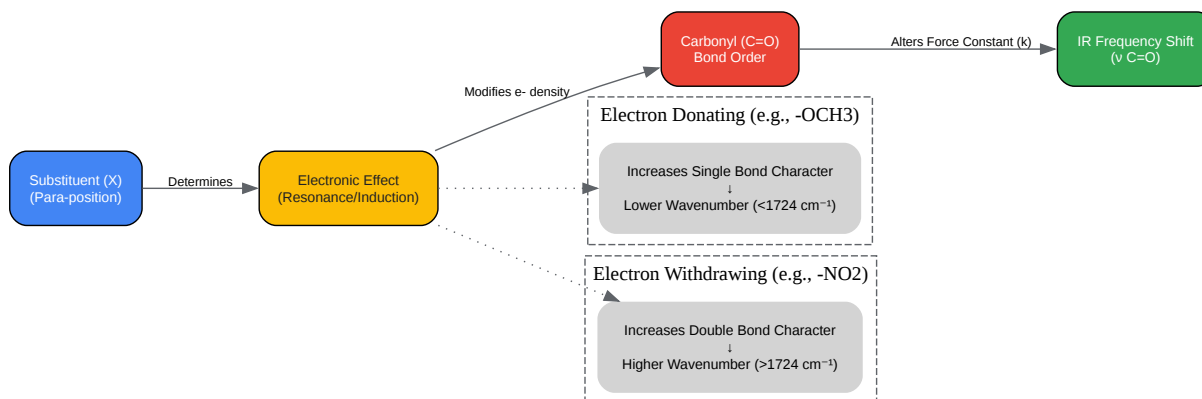 Substituent (X)
(Para-position)
Determines
Electronic Effect
(Resonance/Induction)
Modifies e- density
Carbonyl (C=O)
Bond Order
Alters Force Constant (k)
IR Frequency Shift
(ν C=O)
Electron Donating (e.g., -OCH3)
Increases Single Bond Character
↓
Lower Wavenumber (<1724 cm⁻¹)
Electron Withdrawing (e.g., -NO2)
Increases Double Bond Character
↓
Higher Wavenumber (>1724 cm⁻¹)